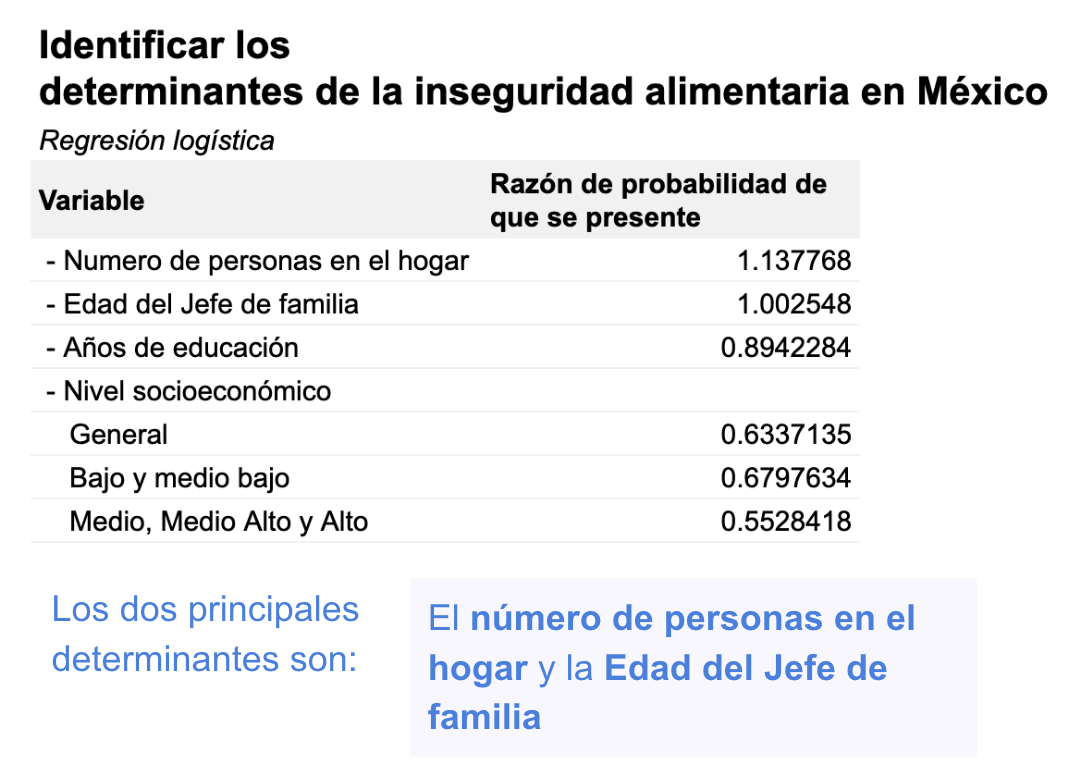 Identificar los
determinantes de la inseguridad alimentaria en México
Regresión logística
Variable
Razón de probabilidad de
que se presente
- Numero de personas en el hogar 1.137768
- Edad del Jefe de familia 1.002548
- Años de educación 0.8942284
- Nivel socioeconómico
General 0.6337135
Bajo y medio bajo 0.6797634
Medio, Medio Alto y Alto 0.5528418
Los dos principales
determinantes son:
El número de personas en el
hogar y la Edad del Jefe de
familia